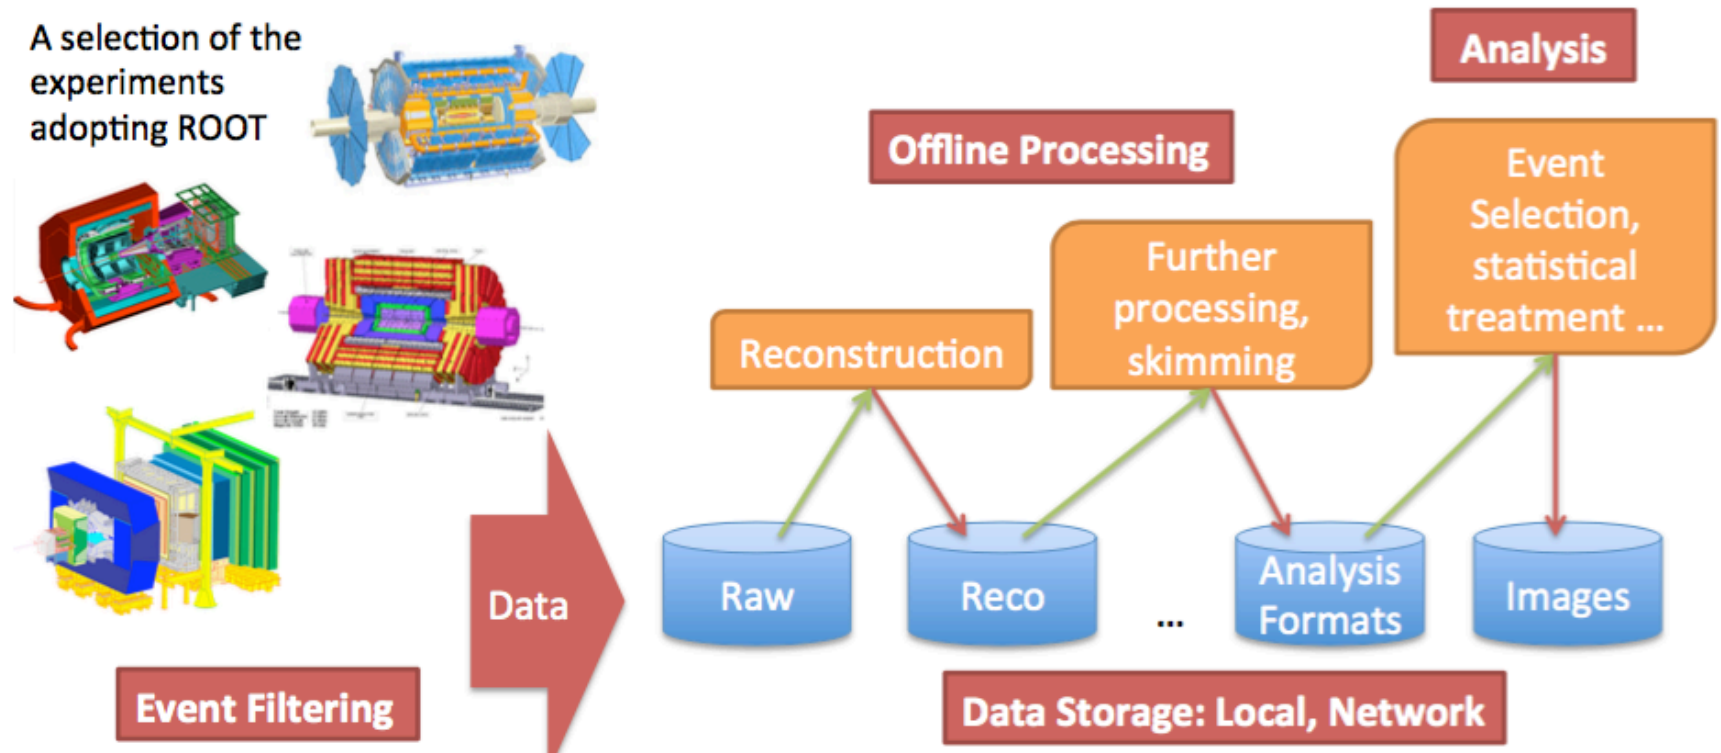 A selection of the
experiments
adopting ROOT
Event Filtering
Data
Offline Processing
Analysis
Reconstruction
Further
processing,
skimming
Event
Selection,
statistical
treatment ...
Raw
Reco
...
Analysis
Formats
Images
Data Storage: Local, Network